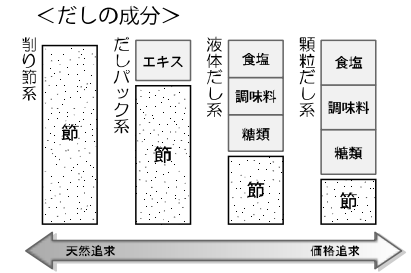 ＜だしの成分＞
削り節系
節
だしパック系
エキス
節
液体だし系
食塩
調味料
糖類
節
顆粒だし系
食塩
調味料
糖類
節
天然追求
価格追求